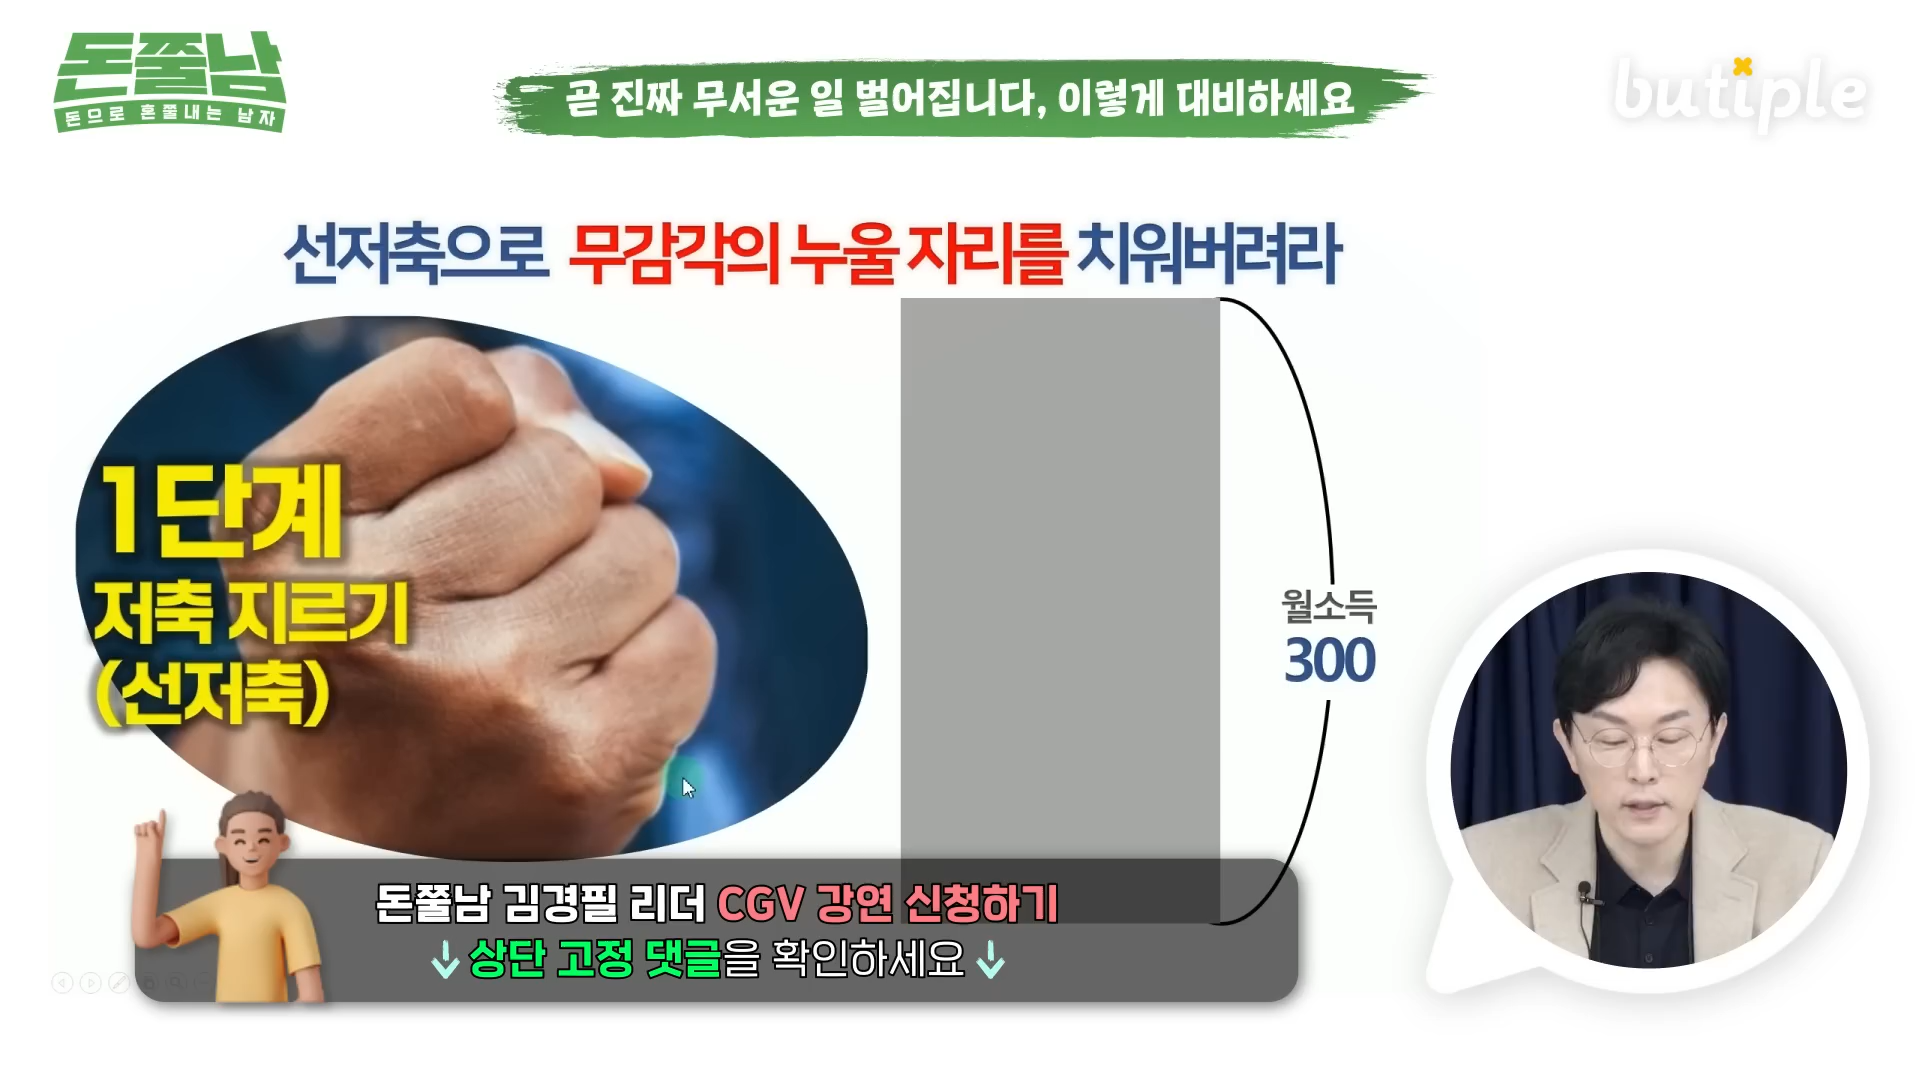 돈쭐남
돈므로 혼쭐내는 남자
곧 진짜 무서운 일 벌어집니다, 이렇게 대비하세요
butiple
선저축으로 무감각의 누울 자리를 치워버려라
1단계
저축 지르기
(선저축)
월소득
300
돈쭐남 김경필 리더 CGV 강연 신청하기
↓ 상단 고정 댓글을 확인하세요 ↓